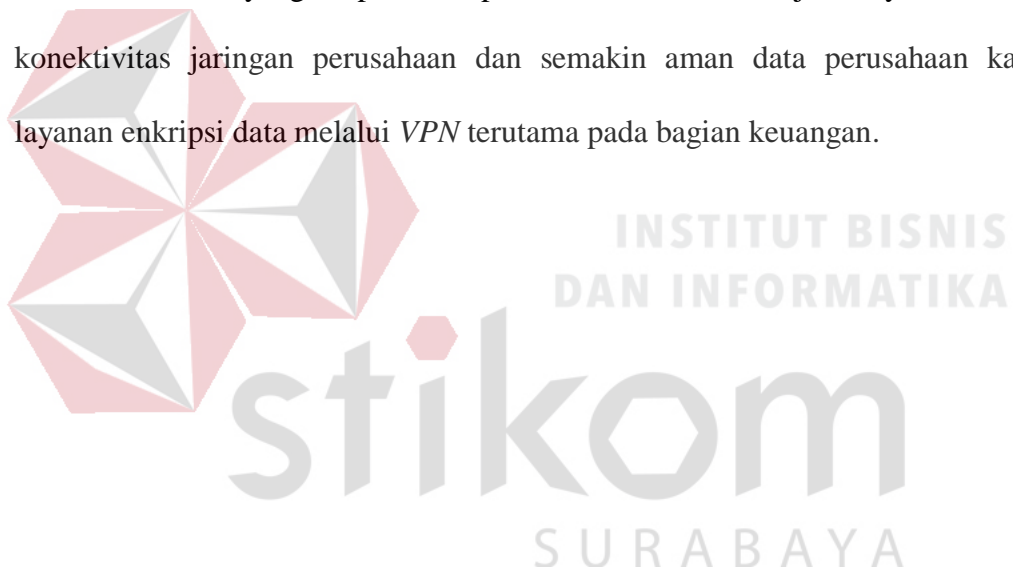 konektivitas jaringan perusahaan dan semakin aman data perusahaan
layanan enkripsi data melalui VPN terutama pada bagian keuangan.
INSTITUT BISNIS
DAN INFORMATIKA
stikom
SURABAYA